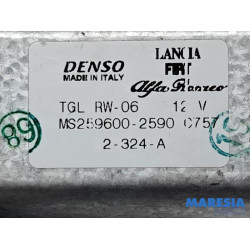 DENSO
MADE IN ITALY
LANCIA
FIAT
Alfa Romeo
TGL RW-06 12 V
MS259600-2590 C757
2-324-A
89
MARESIA